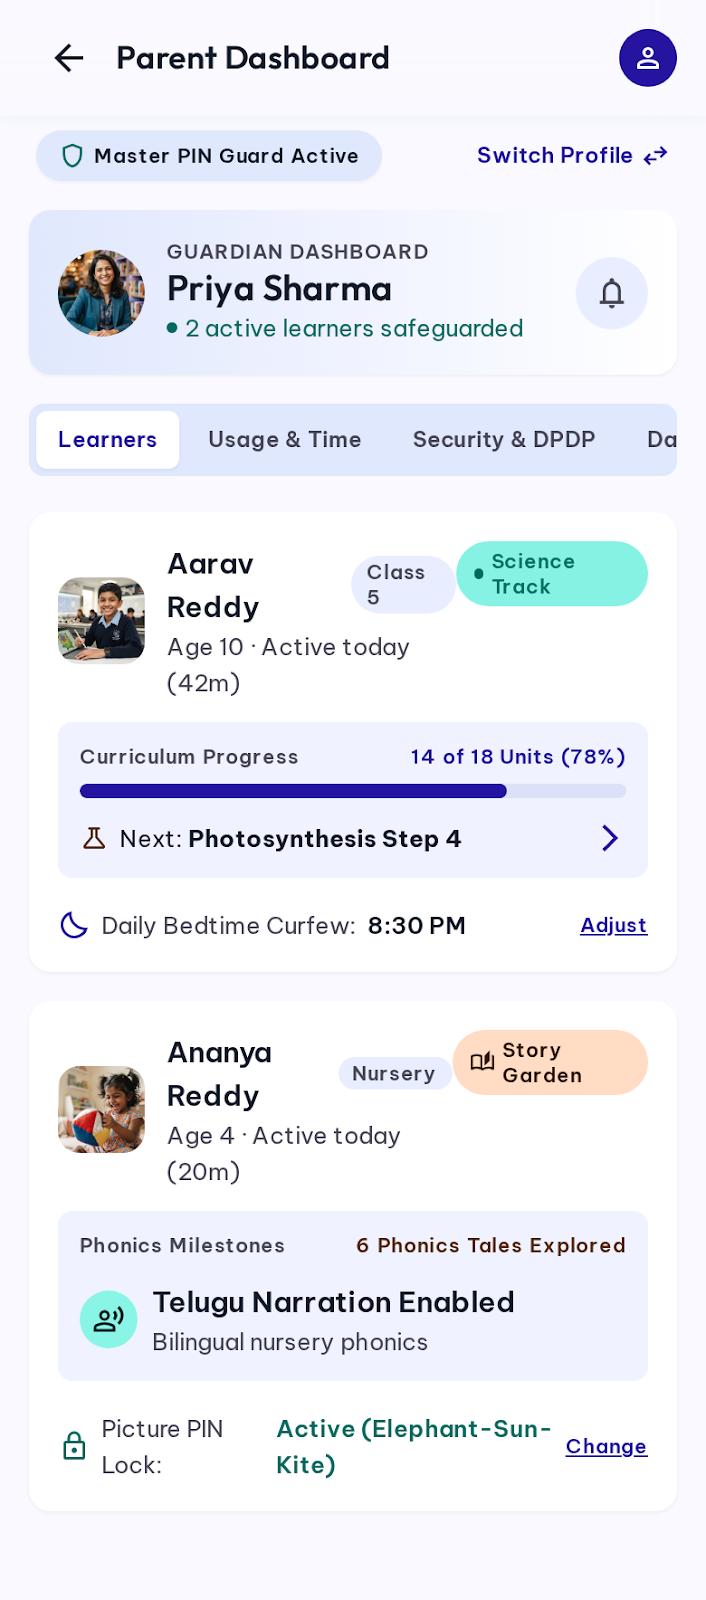 Parent Dashboard
Master PIN Guard Active
Switch Profile
GUARDIAN DASHBOARD
Priya Sharma
2 active learners safeguarded
Learners
Usage & Time
Security & DPDP
Da
Aarav
Reddy
Class
5
Science
Track
Age 10 · Active today
(42m)
Curriculum Progress
14 of 18 Units (78%)
Next: Photosynthesis Step 4
Daily Bedtime Curfew: 8:30 PM
Adjust
Ananya
Reddy
Nursery
Story
Garden
Age 4 · Active today
(20m)
Phonics Milestones
6 Phonics Tales Explored
Telugu Narration Enabled
Bilingual nursery phonics
Picture PIN
Lock:
Active (Elephant-Sun-
Kite)
Change